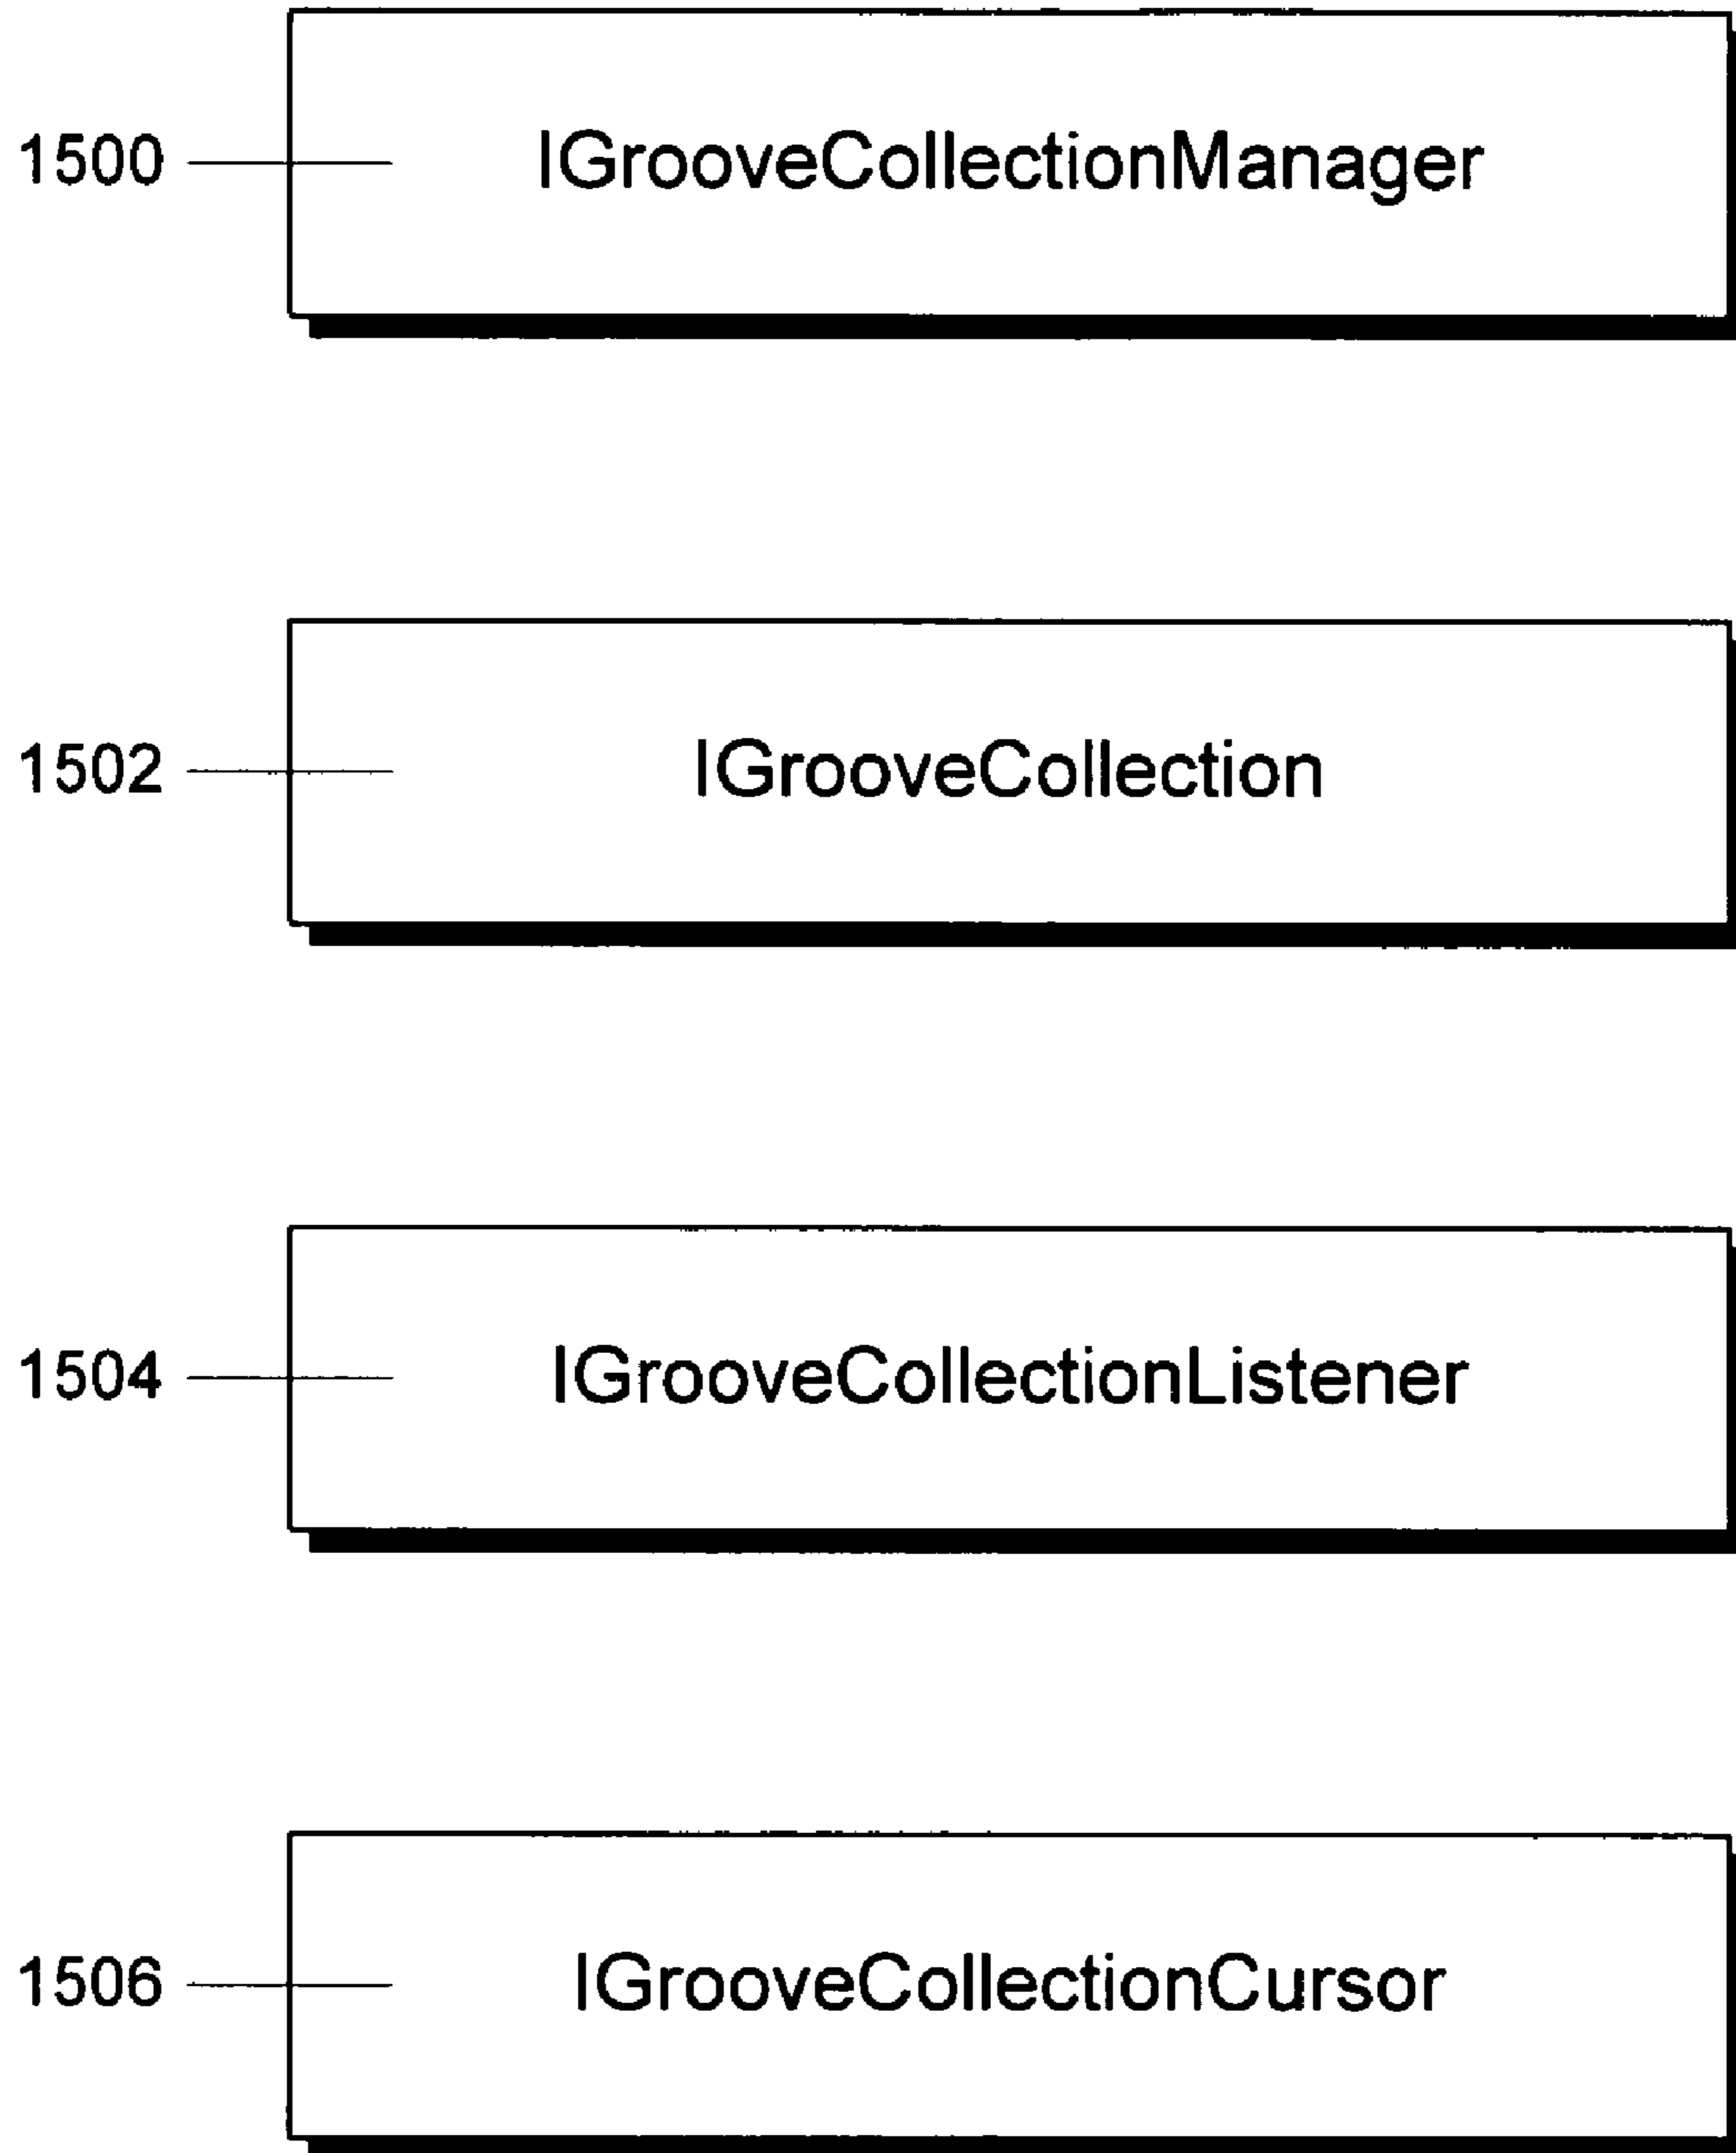 1500 IGrooveCollectionManager
1502 IGrooveCollection
1504 IGrooveCollectionListener
1506 IGrooveCollectionCursor